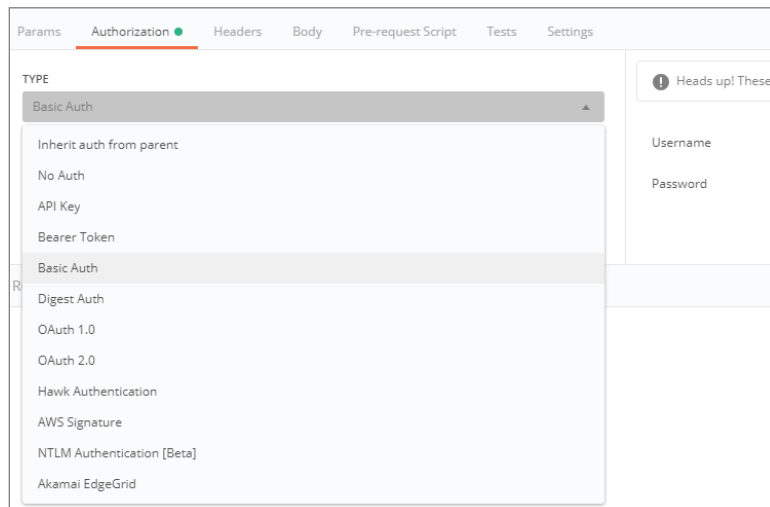 Params Authorization Headers Body Pre-request Script Tests Settings
TYPE
Basic Auth
Inherit auth from parent
No Auth
API Key
Bearer Token
Basic Auth
Digest Auth
OAuth 1.0
OAuth 2.0
Hawk Authentication
AWS Signature
NTLM Authentication [Beta]
Akamai EdgeGrid
Heads up! These
Username
Password